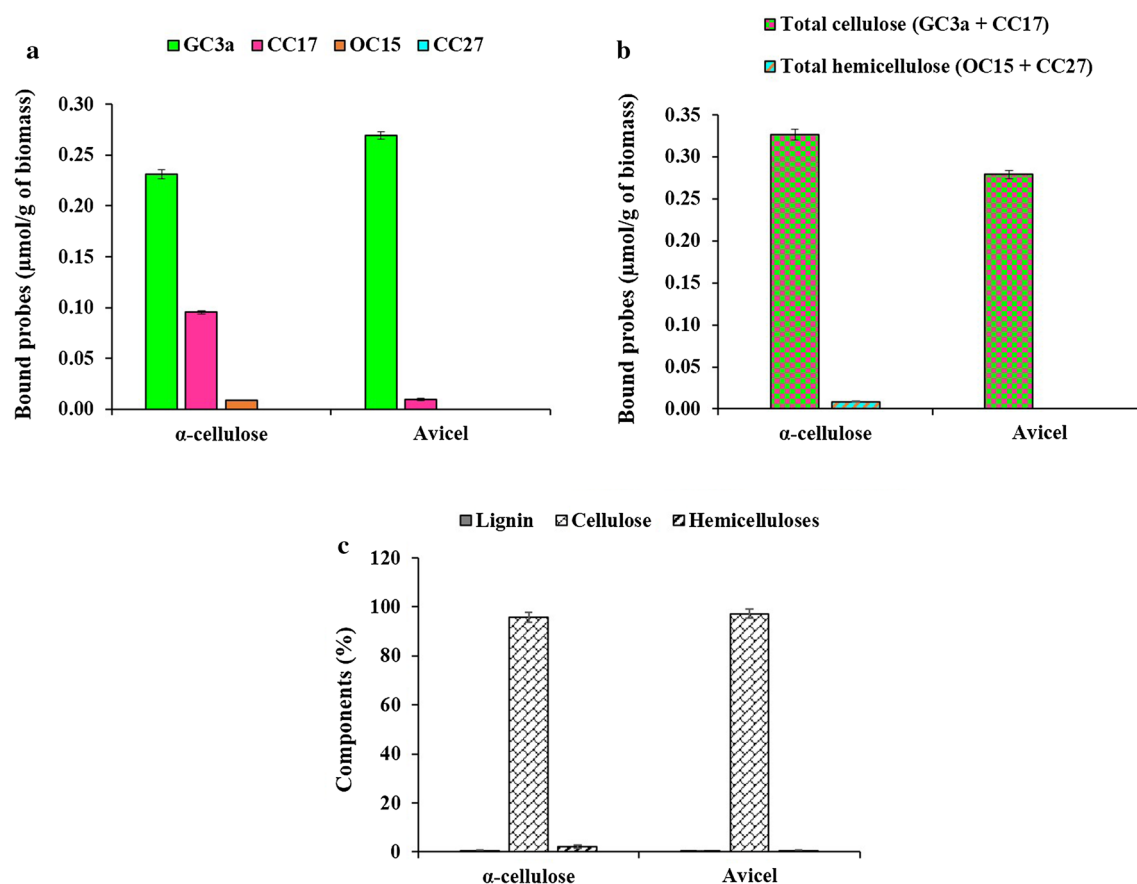 a
GC3a CC17 OC15 CC27
Bound probes (μmol/g of biomass)
0.30
0.25
0.20
0.15
0.10
0.05
0.00
α-cellulose Avicel
b
Total cellulose (GC3a + CC17)
Total hemicellulose (OC15 + CC27)
Bound probes (μmol/g of biomass)
0.35
0.30
0.25
0.20
0.15
0.10
0.05
0.00
α-cellulose Avicel
c
Lignin Cellulose Hemicelluloses
Components (%)
120
100
80
60
40
20
0
α-cellulose Avicel